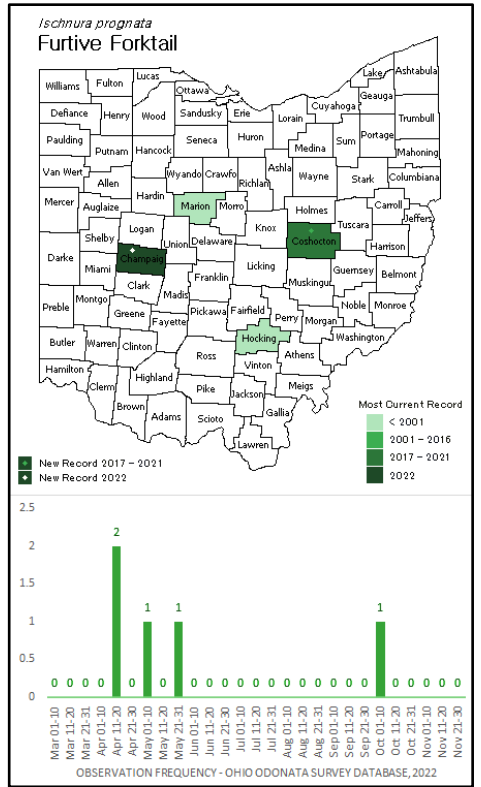 Ischnura prognata
Furtive Forktail
Williams Fulton Lucas Ottawa Lake Ashtabula
Geauga
Defiance Henry Wood Sandusky Erie Lorain Cuyahoga Trumbull
Paulding Putnam Hancock Seneca Huron Medina Sum Portage Mahoning
Van Wert Allen Wyando Crawfo Richlan Ashla Wayne Stark Columbiana
Mercer Auglaize Hardin Marion Morro Holmes Carroll Jeffers
Shelby Logan Union Delaware Knox Coshocton Tuscara Harrison
Darke Miami Champaig Licking Guernsey Belmont
Clark Madis Franklin Muskingu
Preble Montgo Greene Fayette Pickawa Fairfield Perry Morgan Noble Monroe
Butler Warren Clinton Ross Hocking Athens Washington
Hamilton Clerm Highland Vinton
Brown Adams Pike Scioto Jackson Meigs
Gallia
Lawren
Most Current Record
< 2001
2001 - 2016
2017 - 2021
2022
New Record 2017 - 2021
New Record 2022
2.5
2
1.5
1
0.5
0
0 0 0 0 2 0 1 0 1 0 0 0 0 0 0 0 0 0 0 0 0 1 0 0 0 0 0
Mar 01-10
Mar 11-20
Mar 21-31
Apr 01-10
Apr 11-20
Apr 21-30
May 01-10
May 11-20
May 21-31
Jun 01-10
Jun 11-20
Jun 21-30
Jul 01-10
Jul 11-20
Jul 21-31
Aug 01-10
Aug 11-20
Aug 21-31
Sep 01-10
Sep 11-20
Sep 21-30
Oct 01-10
Oct 11-20
Oct 21-31
Nov 01-10
Nov 11-20
Nov 21-30
OBSERVATION FREQUENCY - OHIO ODONATA SURVEY DATABASE, 2022